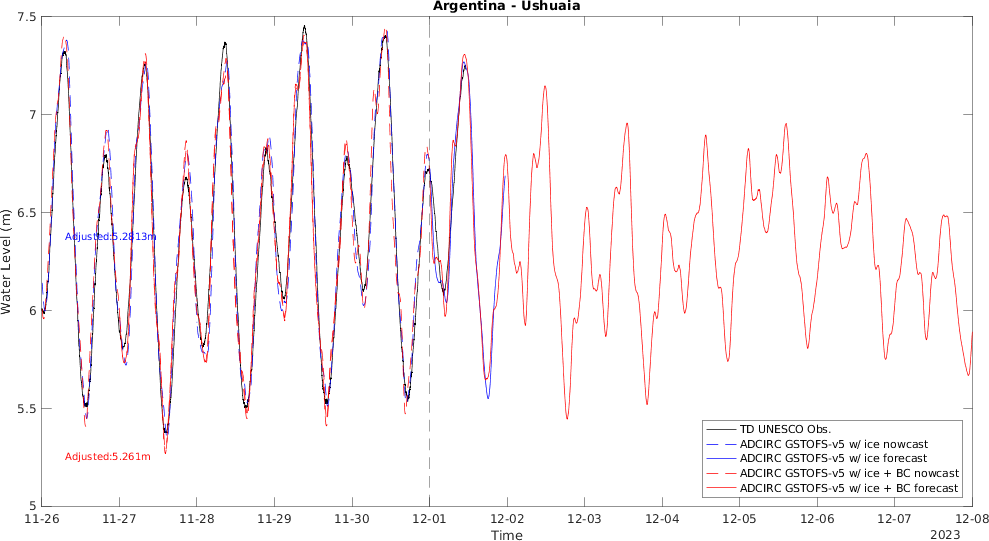 Argentina - Ushuaia
7.5
7
6.5
6
5.5
5
Water Level (m)
Adjusted:5.2813m
Adjusted:5.261m
TD UNESCO Obs.
ADCIRC GSTOFS-v5 w/ ice nowcast
ADCIRC GSTOFS-v5 w/ ice forecast
ADCIRC GSTOFS-v5 w/ ice + BC nowcast
ADCIRC GSTOFS-v5 w/ ice + BC forecast
11-26 11-27 11-28 11-29 11-30 12-01 12-02 12-03 12-04 12-05 12-06 12-07 12-08
Time
2023